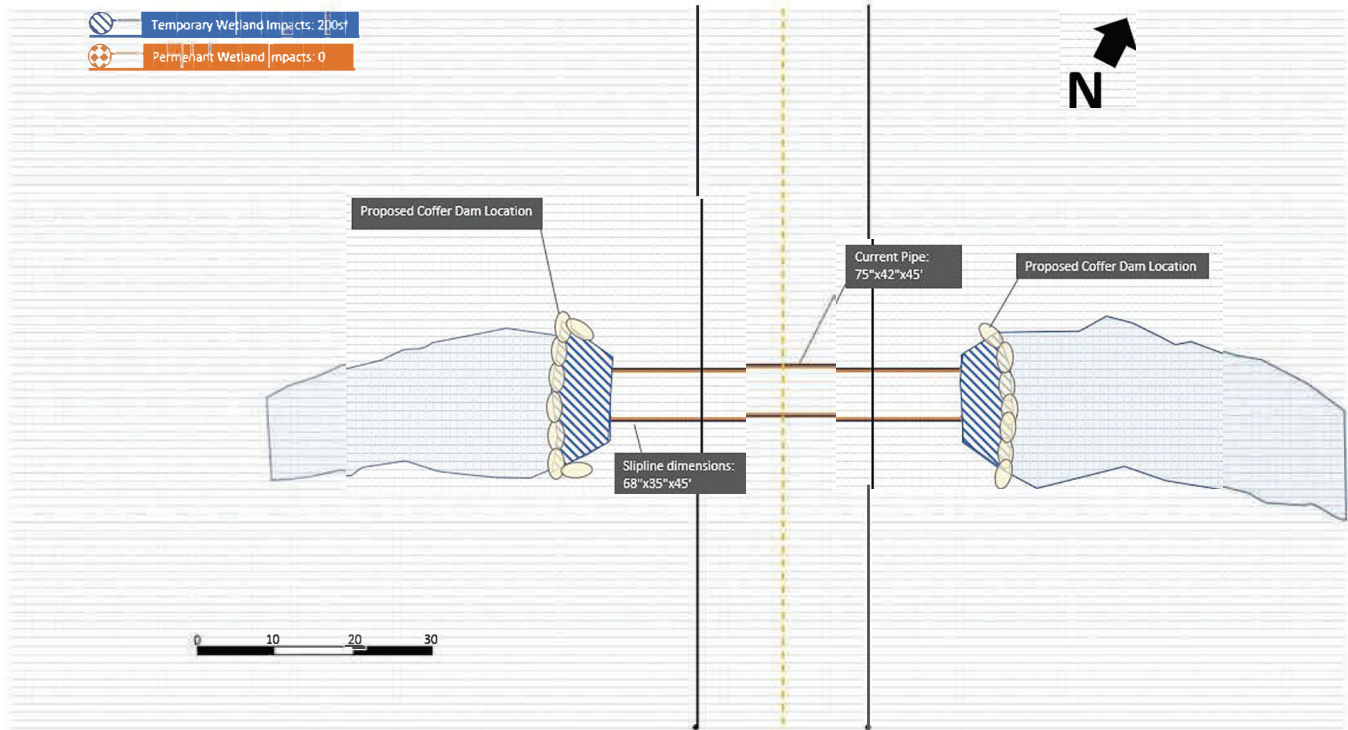 Temporary Wetland Impacts: 200sf
Permenant Wetland Impacts: 0
N
Proposed Coffer Dam Location
Current Pipe:
75"x42"x45'
Proposed Coffer Dam Location
Slipline dimensions:
68"x35"x45'
0 10 20 30